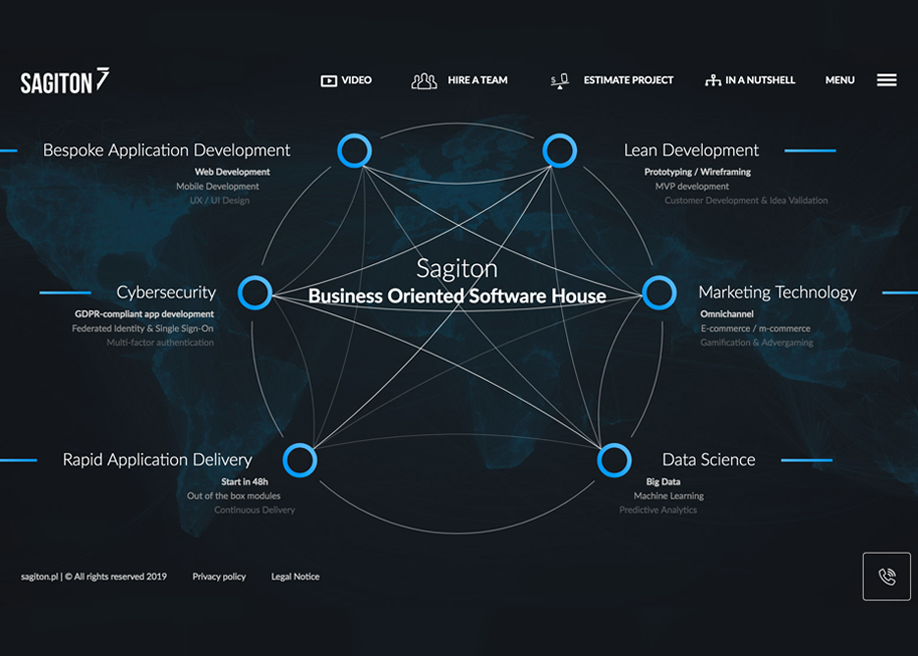 SAGITON
VIDEO
HIRE A TEAM
ESTIMATE PROJECT
IN A NUTSHELL
MENU
Bespoke Application Development
Web Development
Mobile Development
UX / UI Design
Lean Development
Prototyping / Wireframing
MVP development
Customer Development & Idea Validation
Sagiton
Business Oriented Software House
Cybersecurity
GDPR-compliant app development
Federated Identity & Single Sign-On
Multi-factor authentication
Marketing Technology
Omnichannel
E-commerce / m-commerce
Gamification & Advergaming
Rapid Application Delivery
Start in 48h
Out of the box modules
Continuous Delivery
Data Science
Big Data
Machine Learning
Predictive Analytics
sagiton.pl | © All rights reserved 2019
Privacy policy
Legal Notice